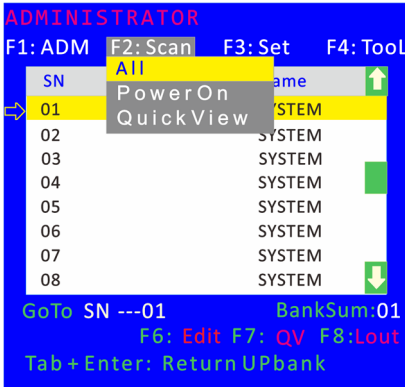 ADMINISTRATOR
F1: ADM F2: Scan F3: Set F4: TooL
SN ame
All
PowerOn
QuickView
01 SYSTEM
02 SYSTEM
03 SYSTEM
04 SYSTEM
05 SYSTEM
06 SYSTEM
07 SYSTEM
08 SYSTEM
GoTo SN ---01 BankSum:01
F6: Edit F7: QV F8:Lout
Tab+Enter: Return UPbank